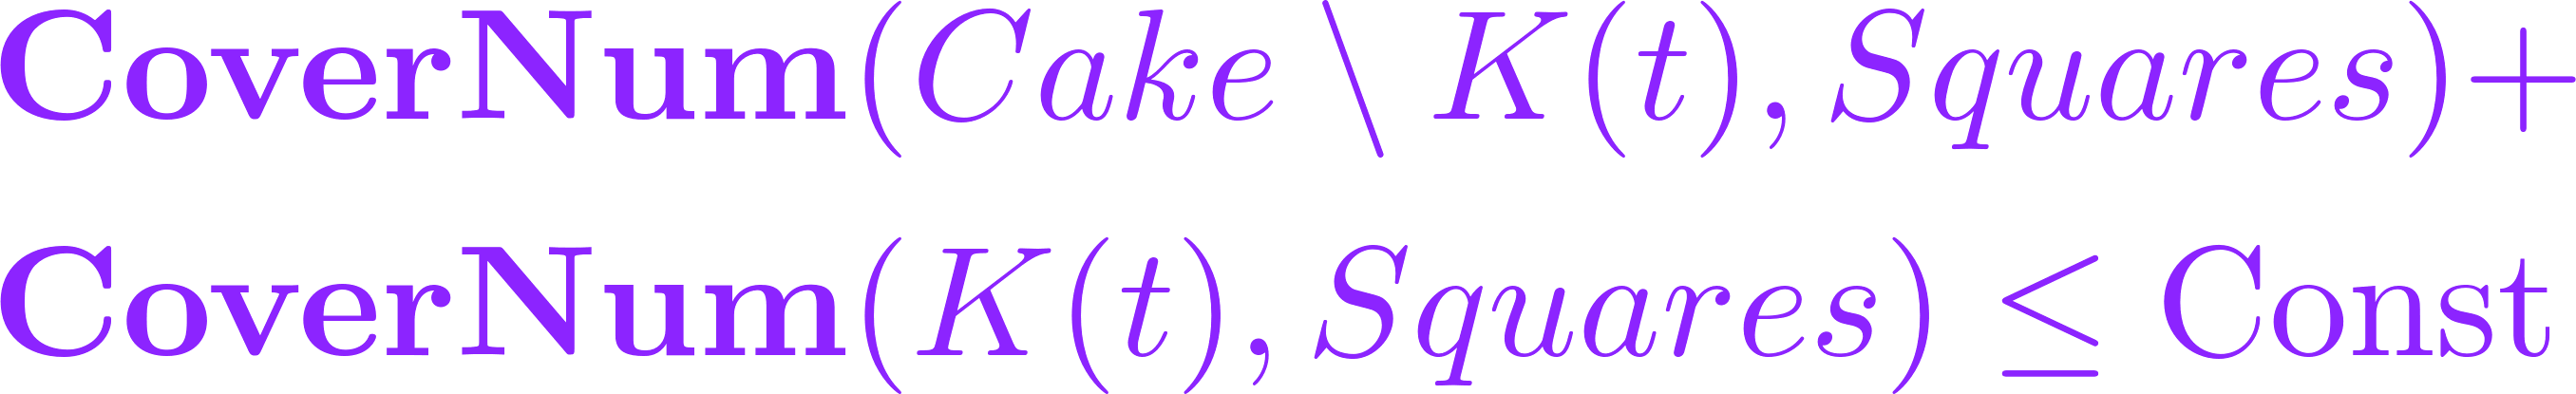 CoverNum(Cake \ K(t), Squares)+
CoverNum(K(t), Squares) ≤ Const